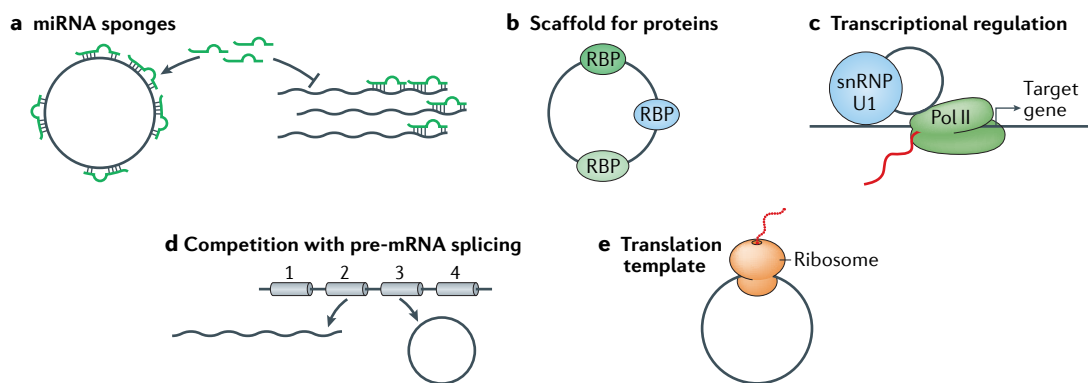 a miRNA sponges
b Scaffold for proteins
RBP
RBP
RBP
c Transcriptional regulation
snRNP
U1
Pol II
Target
gene
d Competition with pre-mRNA splicing
1 2 3 4
e Translation
template
Ribosome